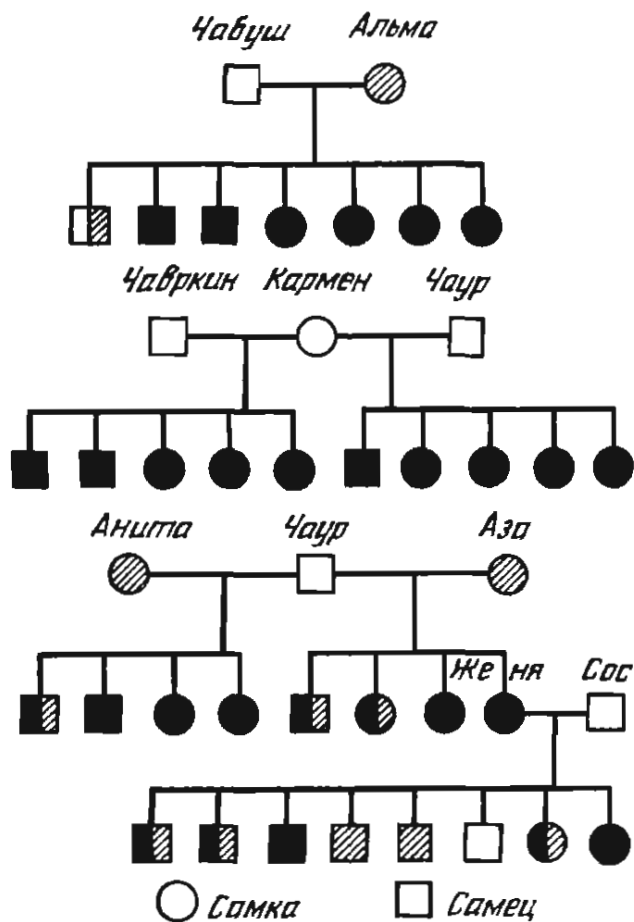 Чабуш Альма
Чавркин Кармен Чаур
Анита Чаур Аза
Же ня Сос
Самка Самец